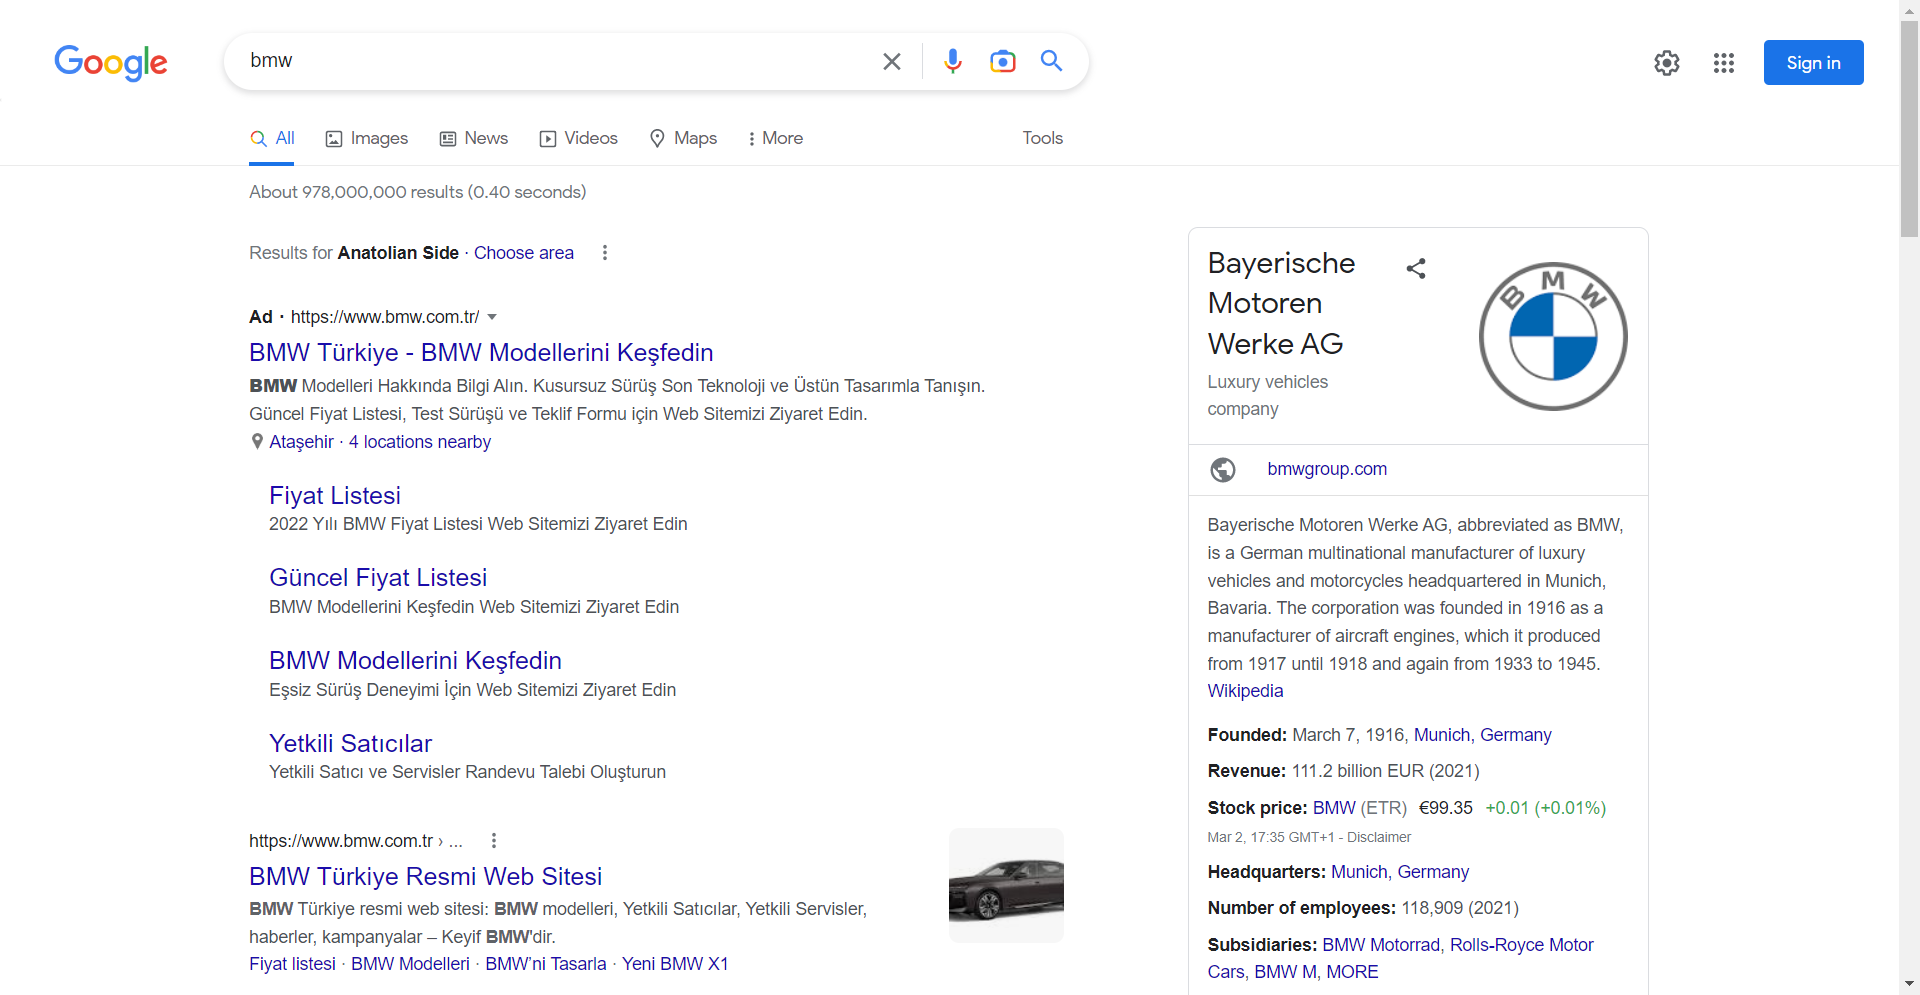 Google
bmw
Sign in
All
Images
News
Videos
Maps
More
Tools
About 978,000,000 results (0.40 seconds)
Results for Anatolian Side · Choose area
Ad · https://www.bmw.com.tr/
BMW Türkiye - BMW Modellerini Keşfedin
BMW Modelleri Hakkında Bilgi Alın. Kusursuz Sürüş Son Teknoloji ve Üstün Tasarımla Tanışın.
Güncel Fiyat Listesi, Test Sürüşü ve Teklif Formu için Web Sitemizi Ziyaret Edin.
Ataşehir · 4 locations nearby
Fiyat Listesi
2022 Yılı BMW Fiyat Listesi Web Sitemizi Ziyaret Edin
Güncel Fiyat Listesi
BMW Modellerini Keşfedin Web Sitemizi Ziyaret Edin
BMW Modellerini Keşfedin
Eşsiz Sürüş Deneyimi İçin Web Sitemizi Ziyaret Edin
Yetkili Satıcılar
Yetkili Satıcı ve Servisler Randevu Talebi Oluşturun
https://www.bmw.com.tr › ...
BMW Türkiye Resmi Web Sitesi
BMW Türkiye resmi web sitesi: BMW modelleri, Yetkili Satıcılar, Yetkili Servisler,
haberler, kampanyalar – Keyif BMW'dir.
Fiyat listesi · BMW Modelleri · BMW'ni Tasarla · Yeni BMW X1
Bayerische
Motoren
Werke AG
Luxury vehicles
company
BMW
bmwgroup.com
Bayerische Motoren Werke AG, abbreviated as BMW,
is a German multinational manufacturer of luxury
vehicles and motorcycles headquartered in Munich,
Bavaria. The corporation was founded in 1916 as a
manufacturer of aircraft engines, which it produced
from 1917 until 1918 and again from 1933 to 1945.
Wikipedia
Founded: March 7, 1916, Munich, Germany
Revenue: 111.2 billion EUR (2021)
Stock price: BMW (ETR) €99.35 +0.01 (+0.01%)
Mar 2, 17:35 GMT+1 - Disclaimer
Headquarters: Munich, Germany
Number of employees: 118,909 (2021)
Subsidiaries: BMW Motorrad, Rolls-Royce Motor
Cars, BMW M, MORE